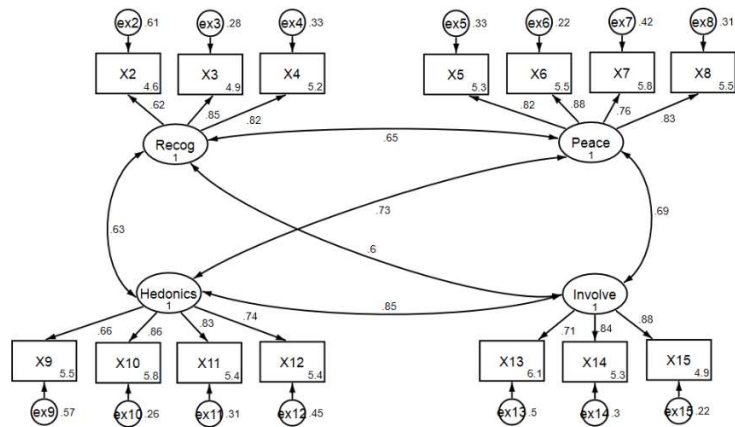 ex2 .61 ex3 .28 ex4 .33 ex5 .33 ex6 .22 ex7 .42 ex8 .31
X2 X3 X4 X5 X6 X7 X8
4.6 4.9 5.2 5.3 5.5 5.8 5.5
.62 .85 .82 .82 .88 .76 .83
Recog .65 Peace
1 1
.73
.63 .6 .69
Hedonics .85 Involve
1 1
.66 .86 .83 .74 .71 .84 .88
X9 X10 X11 X12 X13 X14 X15
5.5 5.8 5.4 5.4 6.1 5.3 4.9
ex9 .57 ex10 .26 ex11 .31 ex12 .45 ex13 .5 ex14 .3 ex15 .22